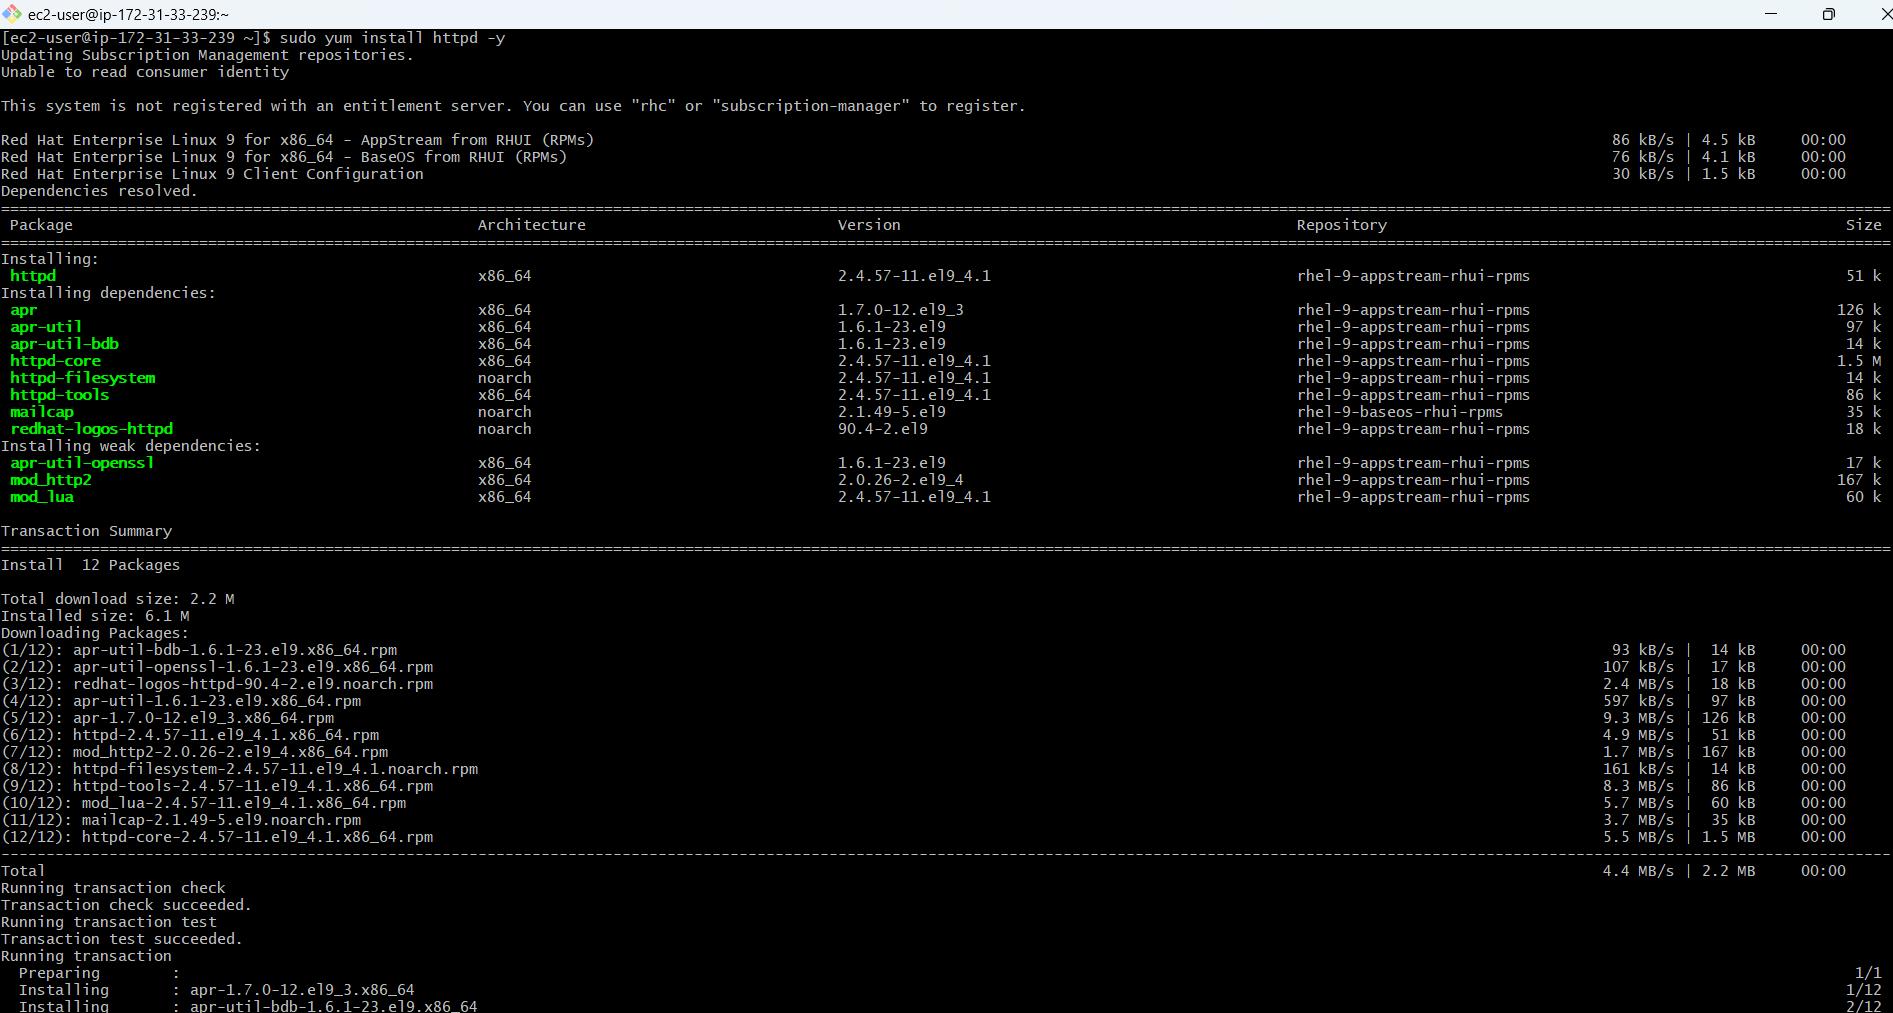 ec2-user@ip-172-31-33-239:~
[ec2-user@ip-172-31-33-239 ~]$ sudo yum install httpd -y
Updating Subscription Management repositories.
Unable to read consumer identity
This system is not registered with an entitlement server. You can use "rhc" or "subscription-manager" to register.
Red Hat Enterprise Linux 9 for x86_64 - AppStream from RHUI (RPMs) 86 kB/s | 4.5 kB 00:00
Red Hat Enterprise Linux 9 for x86_64 - BaseOS from RHUI (RPMs) 76 kB/s | 4.1 kB 00:00
Red Hat Enterprise Linux 9 Client Configuration 30 kB/s | 1.5 kB 00:00
Dependencies resolved.
Package Architecture Version Repository Size
Installing:
httpd x86_64 2.4.57-11.el9_4.1 rhel-9-appstream-rhui-rpms 51 k
Installing dependencies:
apr x86_64 1.7.0-12.el9_3 rhel-9-appstream-rhui-rpms 126 k
apr-util x86_64 1.6.1-23.el9 rhel-9-appstream-rhui-rpms 97 k
apr-util-bdb x86_64 1.6.1-23.el9 rhel-9-appstream-rhui-rpms 14 k
httpd-core x86_64 2.4.57-11.el9_4.1 rhel-9-appstream-rhui-rpms 1.5 M
httpd-filesystem noarch 2.4.57-11.el9_4.1 rhel-9-appstream-rhui-rpms 14 k
httpd-tools x86_64 2.4.57-11.el9_4.1 rhel-9-appstream-rhui-rpms 86 k
mailcap noarch 2.1.49-5.el9 rhel-9-baseos-rhui-rpms 35 k
redhat-logos-httpd noarch 90.4-2.el9 rhel-9-appstream-rhui-rpms 18 k
Installing weak dependencies:
apr-util-openssl x86_64 1.6.1-23.el9 rhel-9-appstream-rhui-rpms 17 k
mod_http2 x86_64 2.0.26-2.el9_4 rhel-9-appstream-rhui-rpms 167 k
mod_lua x86_64 2.4.57-11.el9_4.1 rhel-9-appstream-rhui-rpms 60 k
Transaction Summary
Install 12 Packages
Total download size: 2.2 M
Installed size: 6.1 M
Downloading Packages:
(1/12): apr-util-bdb-1.6.1-23.el9.x86_64.rpm 93 kB/s | 14 kB 00:00
(2/12): apr-util-openssl-1.6.1-23.el9.x86_64.rpm 107 kB/s | 17 kB 00:00
(3/12): redhat-logos-httpd-90.4-2.el9.noarch.rpm 2.4 MB/s | 18 kB 00:00
(4/12): apr-util-1.6.1-23.el9.x86_64.rpm 597 kB/s | 97 kB 00:00
(5/12): apr-1.7.0-12.el9_3.x86_64.rpm 9.3 MB/s | 126 kB 00:00
(6/12): httpd-2.4.57-11.el9_4.1.x86_64.rpm 4.9 MB/s | 51 kB 00:00
(7/12): mod_http2-2.0.26-2.el9_4.x86_64.rpm 1.7 MB/s | 167 kB 00:00
(8/12): httpd-filesystem-2.4.57-11.el9_4.1.noarch.rpm 161 kB/s | 14 kB 00:00
(9/12): httpd-tools-2.4.57-11.el9_4.1.x86_64.rpm 8.3 MB/s | 86 kB 00:00
(10/12): mod_lua-2.4.57-11.el9_4.1.x86_64.rpm 5.7 MB/s | 60 kB 00:00
(11/12): mailcap-2.1.49-5.el9.noarch.rpm 3.7 MB/s | 35 kB 00:00
(12/12): httpd-core-2.4.57-11.el9_4.1.x86_64.rpm 5.5 MB/s | 1.5 MB 00:00
Total 4.4 MB/s | 2.2 MB 00:00
Running transaction check
Transaction check succeeded.
Running transaction test
Transaction test succeeded.
Running transaction
Preparing : 1/1
Installing : apr-1.7.0-12.el9_3.x86_64 1/12
Installing : apr-util-bdb-1.6.1-23.el9.x86_64 2/12